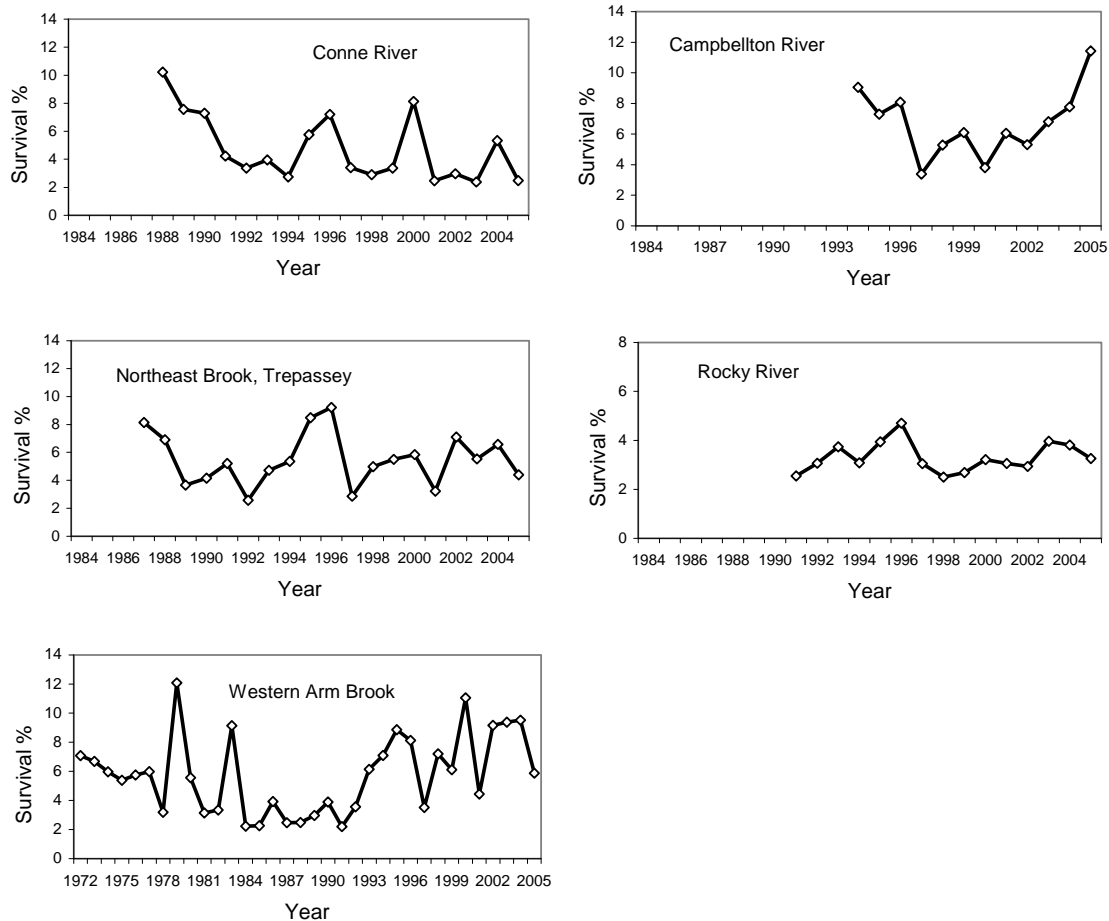 Conne River
Survival %
14
12
10
8
6
4
2
0
1984 1986 1988 1990 1992 1994 1996 1998 2000 2002 2004
Year
Campbellton River
Survival %
14
12
10
8
6
4
2
0
1984 1987 1990 1993 1996 1999 2002 2005
Year
Northeast Brook, Trepassey
Survival %
14
12
10
8
6
4
2
0
1984 1986 1988 1990 1992 1994 1996 1998 2000 2002 2004
Year
Rocky River
Survival %
8
6
4
2
0
1984 1986 1988 1990 1992 1994 1996 1998 2000 2002 2004
Year
Western Arm Brook
Survival %
14
12
10
8
6
4
2
0
1972 1975 1978 1981 1984 1987 1990 1993 1996 1999 2002 2005
Year